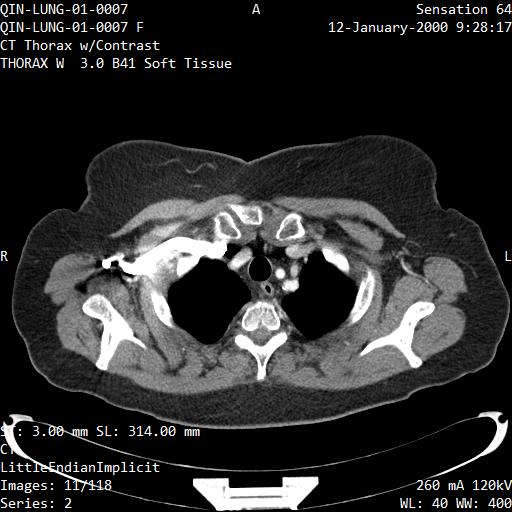 QIN-LUNG-01-0007
A
Sensation 64
QIN-LUNG-01-0007 F
12-January-2000 9:28:17
CT Thorax w/Contrast
THORAX W 3.0 B41 Soft Tissue
R
L
ST: 3.00 mm SL: 314.00 mm
CT
LittleEndianImplicit
Images: 11/118
260 mA 120kV
Series: 2
WL: 40 WW: 400